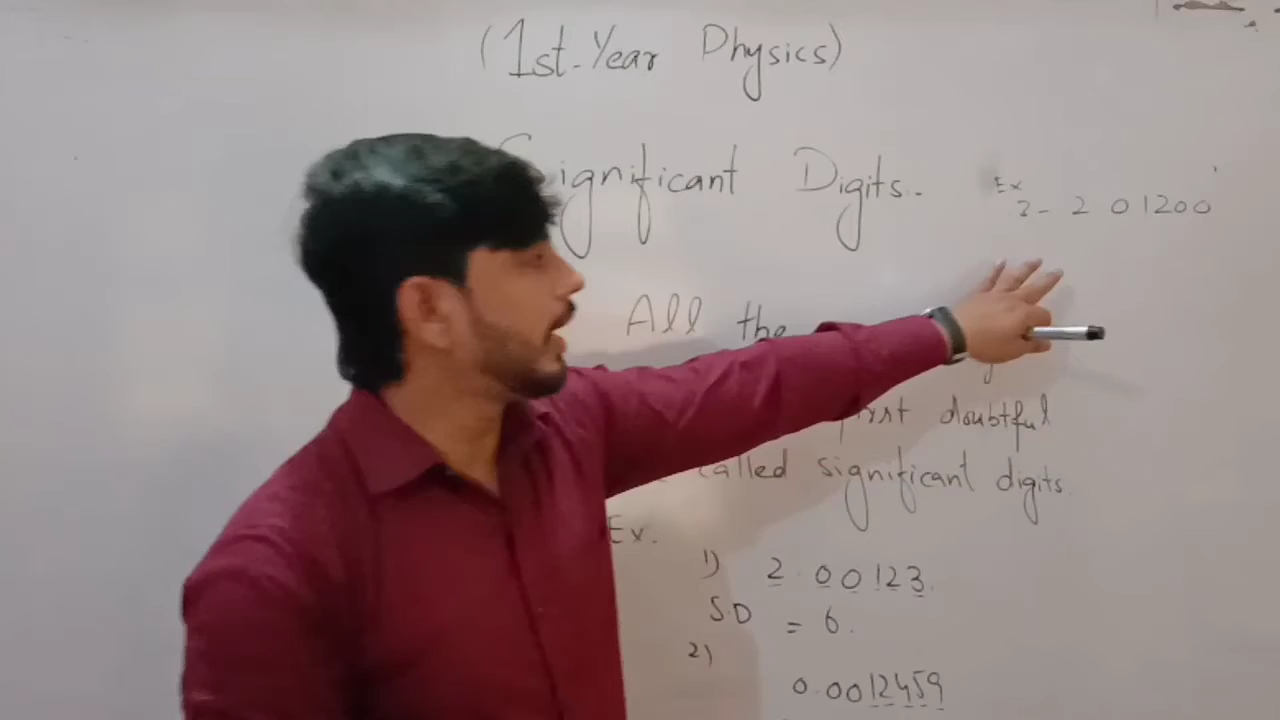 (1st-Year Physics)
Significant Digits.
Ex
3- 2 01200
All the
first doubtful
called significant digits.
Ex.
1) 2.00123.
S.D = 6.
2)
0.0012459